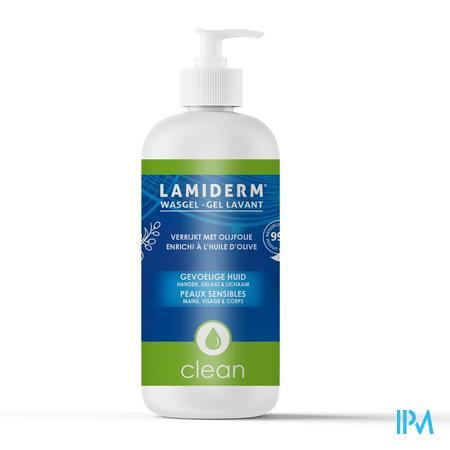 LAMIDERM®
WASGEL - GEL LAVANT
VERRIJKT MET OLIJFOLIE
ENRICHI À L'HUILE D'OLIVE
99
GEVOELIGE HUID
HANDEN, GELAAT & LICHAAM
PEAUX SENSIBLES
MAINS, VISAGE & CORPS
clean
IPM